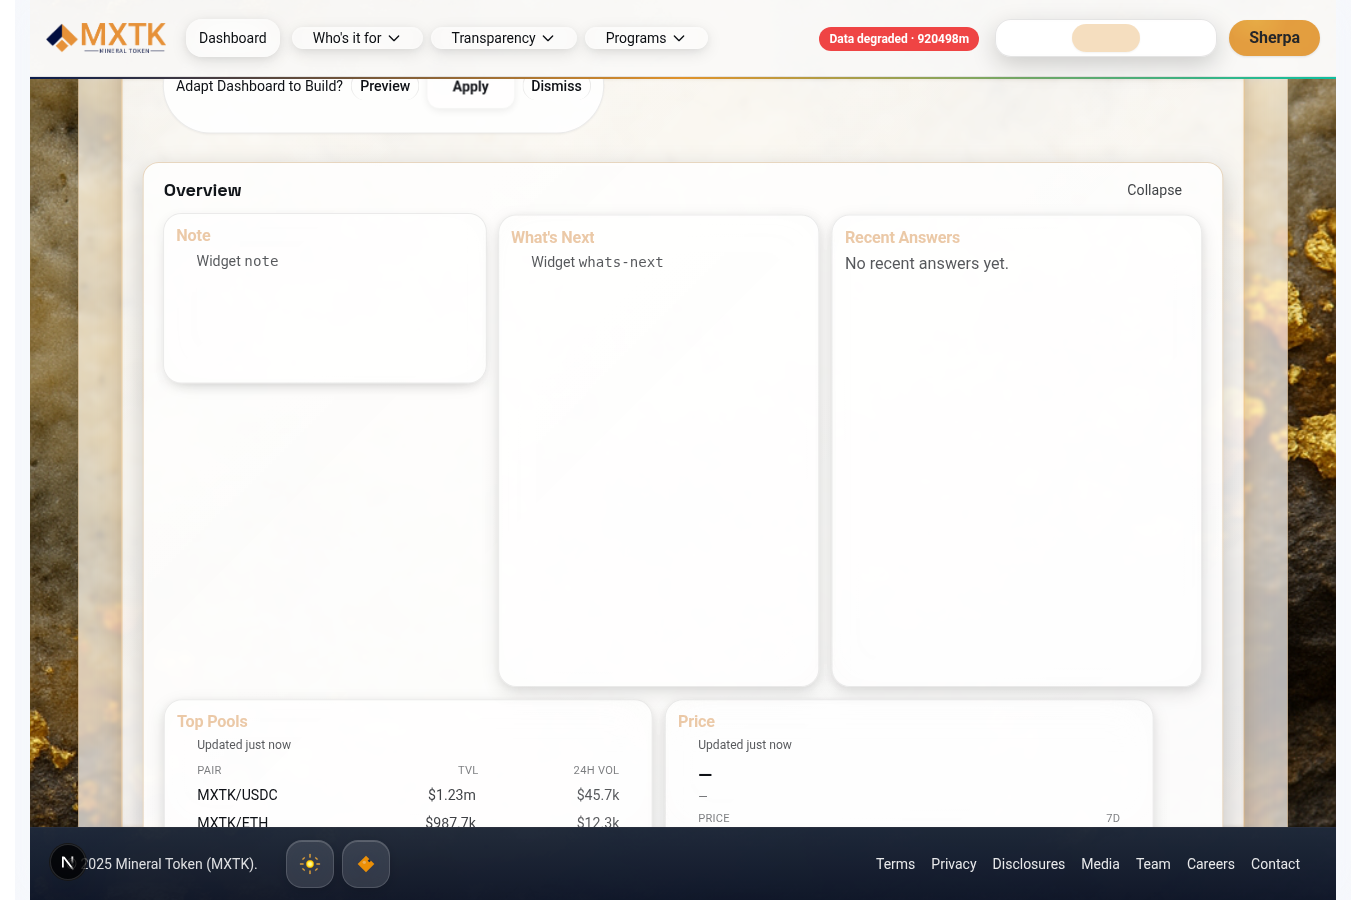 MXTK
MINERAL TOKEN
Dashboard
Who's it for
Transparency
Programs
Data degraded · 920498m
Sherpa
Adapt Dashboard to Build?
Preview
Apply
Dismiss
Overview
Collapse
Note
Widget note
What's Next
Widget whats-next
Recent Answers
No recent answers yet.
Top Pools
Updated just now
PAIR TVL 24H VOL
MXTK/USDC $1.23m $45.7k
MXTK/ETH $987.7k $12.3k
Price
Updated just now
—
—
PRICE 7D
N
2025 Mineral Token (MXTK).
Terms
Privacy
Disclosures
Media
Team
Careers
Contact